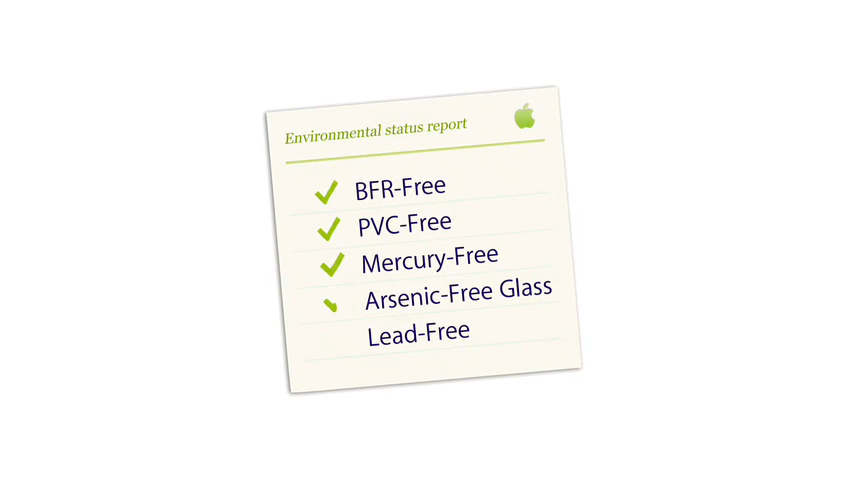 Environmental status report
BFR-Free
PVC-Free
Mercury-Free
Arsenic-Free Glass
Lead-Free